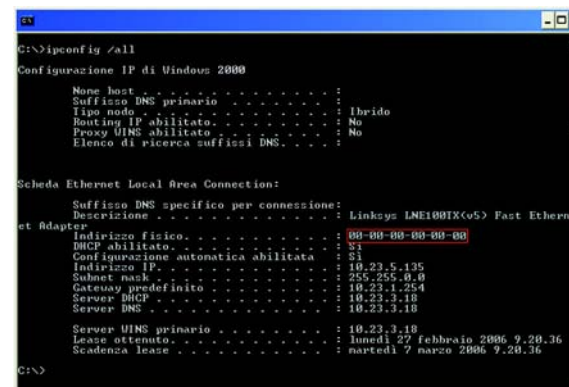 C:\>ipconfig /all
Configurazione IP di Windows 2000
Nome host . . . . . . . . . . . . . . :
Suffisso DNS primario . . . . . . . . :
Tipo nodo . . . . . . . . . . . . . . : Ibrido
Routing IP abilitato. . . . . . . . . : No
Proxy WINS abilitato . . . . . . . . : No
Elenco di ricerca suffissi DNS. . . . :
Scheda Ethernet Local Area Connection:
Suffisso DNS specifico per connessione:
Descrizione . . . . . . . . . . . . . : Linksys LNE100TX(v5) Fast Ethern
et Adapter
Indirizzo fisico. . . . . . . . . . . : 00-00-00-00-00-00
DHCP abilitato. . . . . . . . . . . . : Sì
Configurazione automatica abilitata : Sì
Indirizzo IP. . . . . . . . . . . . . : 10.23.5.135
Subnet mask . . . . . . . . . . . . . : 255.255.0.0
Gateway predefinito . . . . . . . . . : 10.23.1.254
Server DHCP . . . . . . . . . . . . . : 10.23.3.18
Server DNS . . . . . . . . . . . . . : 10.23.3.18
Server WINS primario . . . . . . . . : 10.23.3.18
Lease ottenuto. . . . . . . . . . . . : lunedì 27 febbraio 2006 9.20.36
Scadenza lease . . . . . . . . . . . : martedì 7 marzo 2006 9.20.36
C:\>